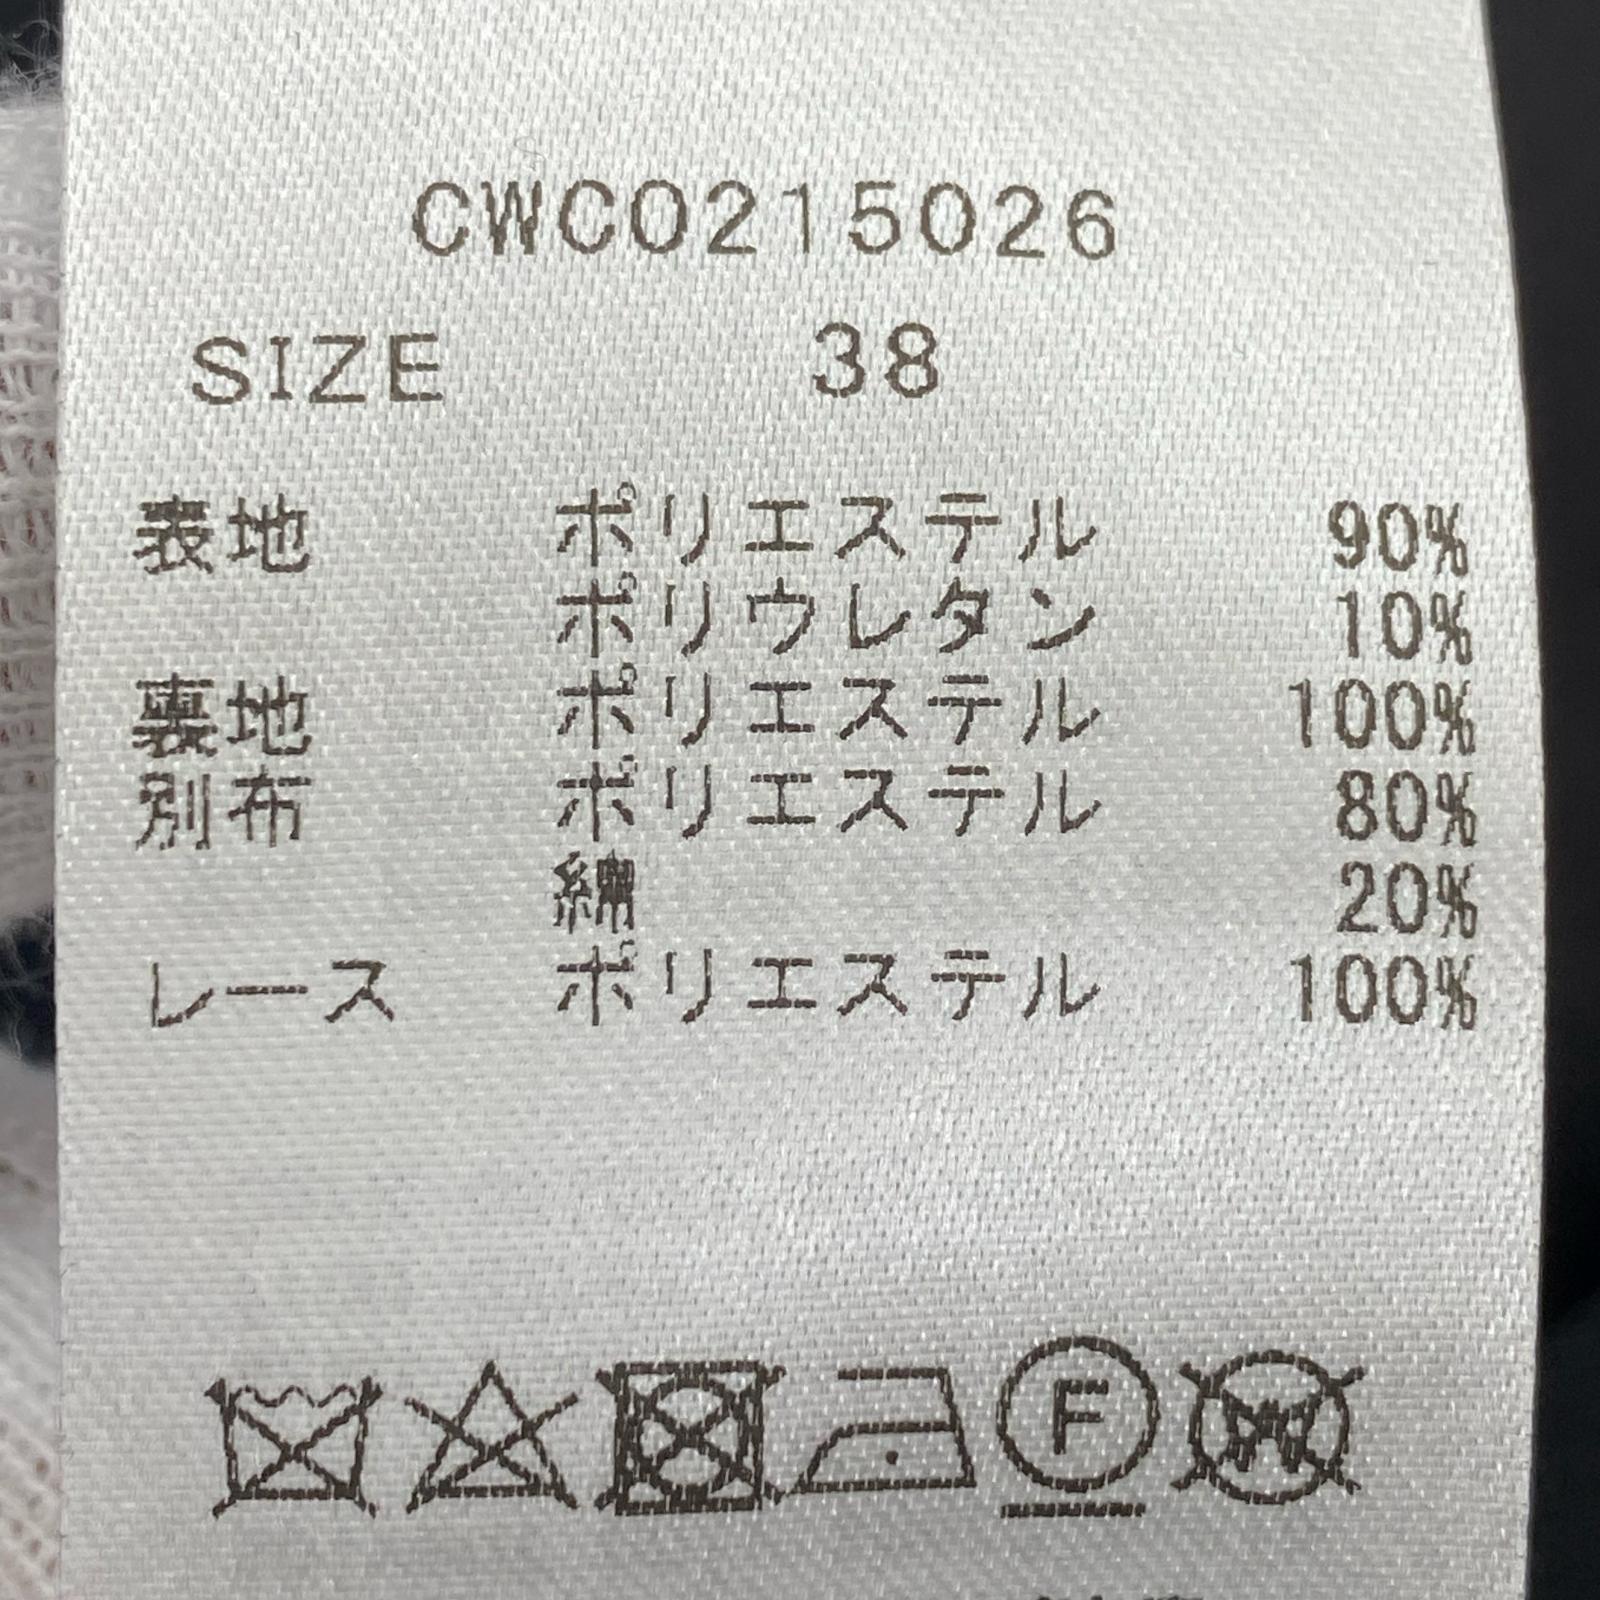 CWC0215026
SIZE 38
表地 ポリエステル 90%
ポリウレタン 10%
裏地 ポリエステル 100%
別布 ポリエステル 80%
綿 20%
レース ポリエステル 100%
F
W